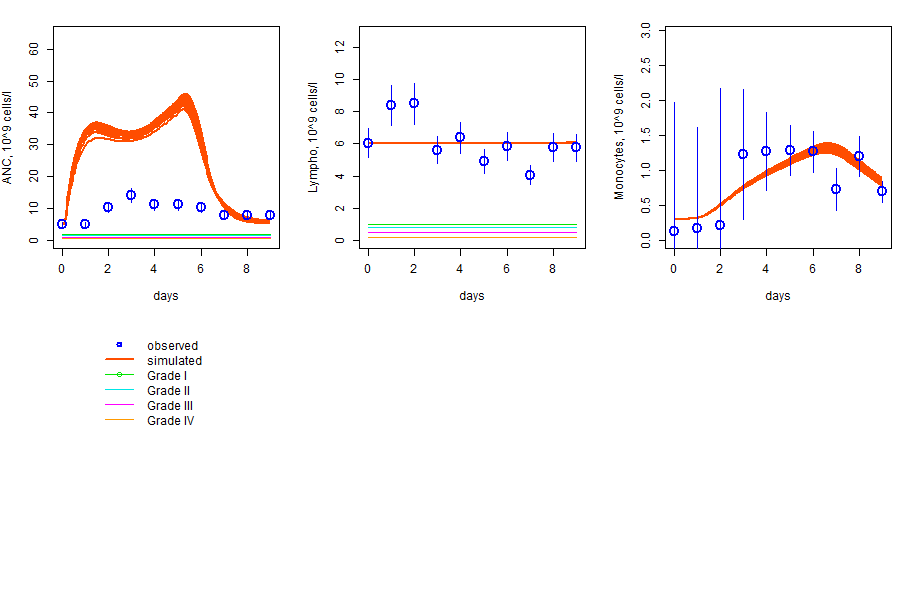 ANC, 10^9 cells/l
60
50
40
30
20
10
0
0 2 4 6 8
days
Lympho, 10^9 cells/l
12
10
8
6
4
2
0
0 2 4 6 8
days
Monocytes, 10^9 cells/l
3.0
2.5
2.0
1.5
1.0
0.5
0.0
0 2 4 6 8
days
observed
simulated
Grade I
Grade II
Grade III
Grade IV